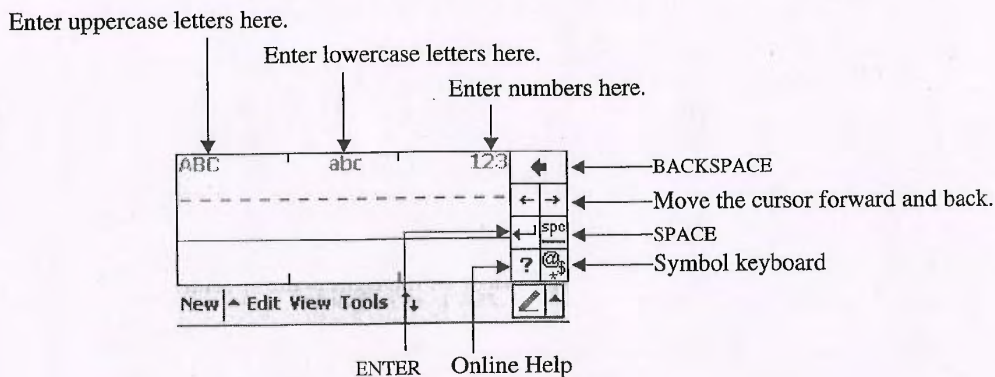 Enter uppercase letters here.
Enter lowercase letters here.
Enter numbers here.
ABC abc 123
BACKSPACE
← → Move the cursor forward and back.
spc SPACE
? @*$ Symbol keyboard
New Edit View Tools
ENTER Online Help